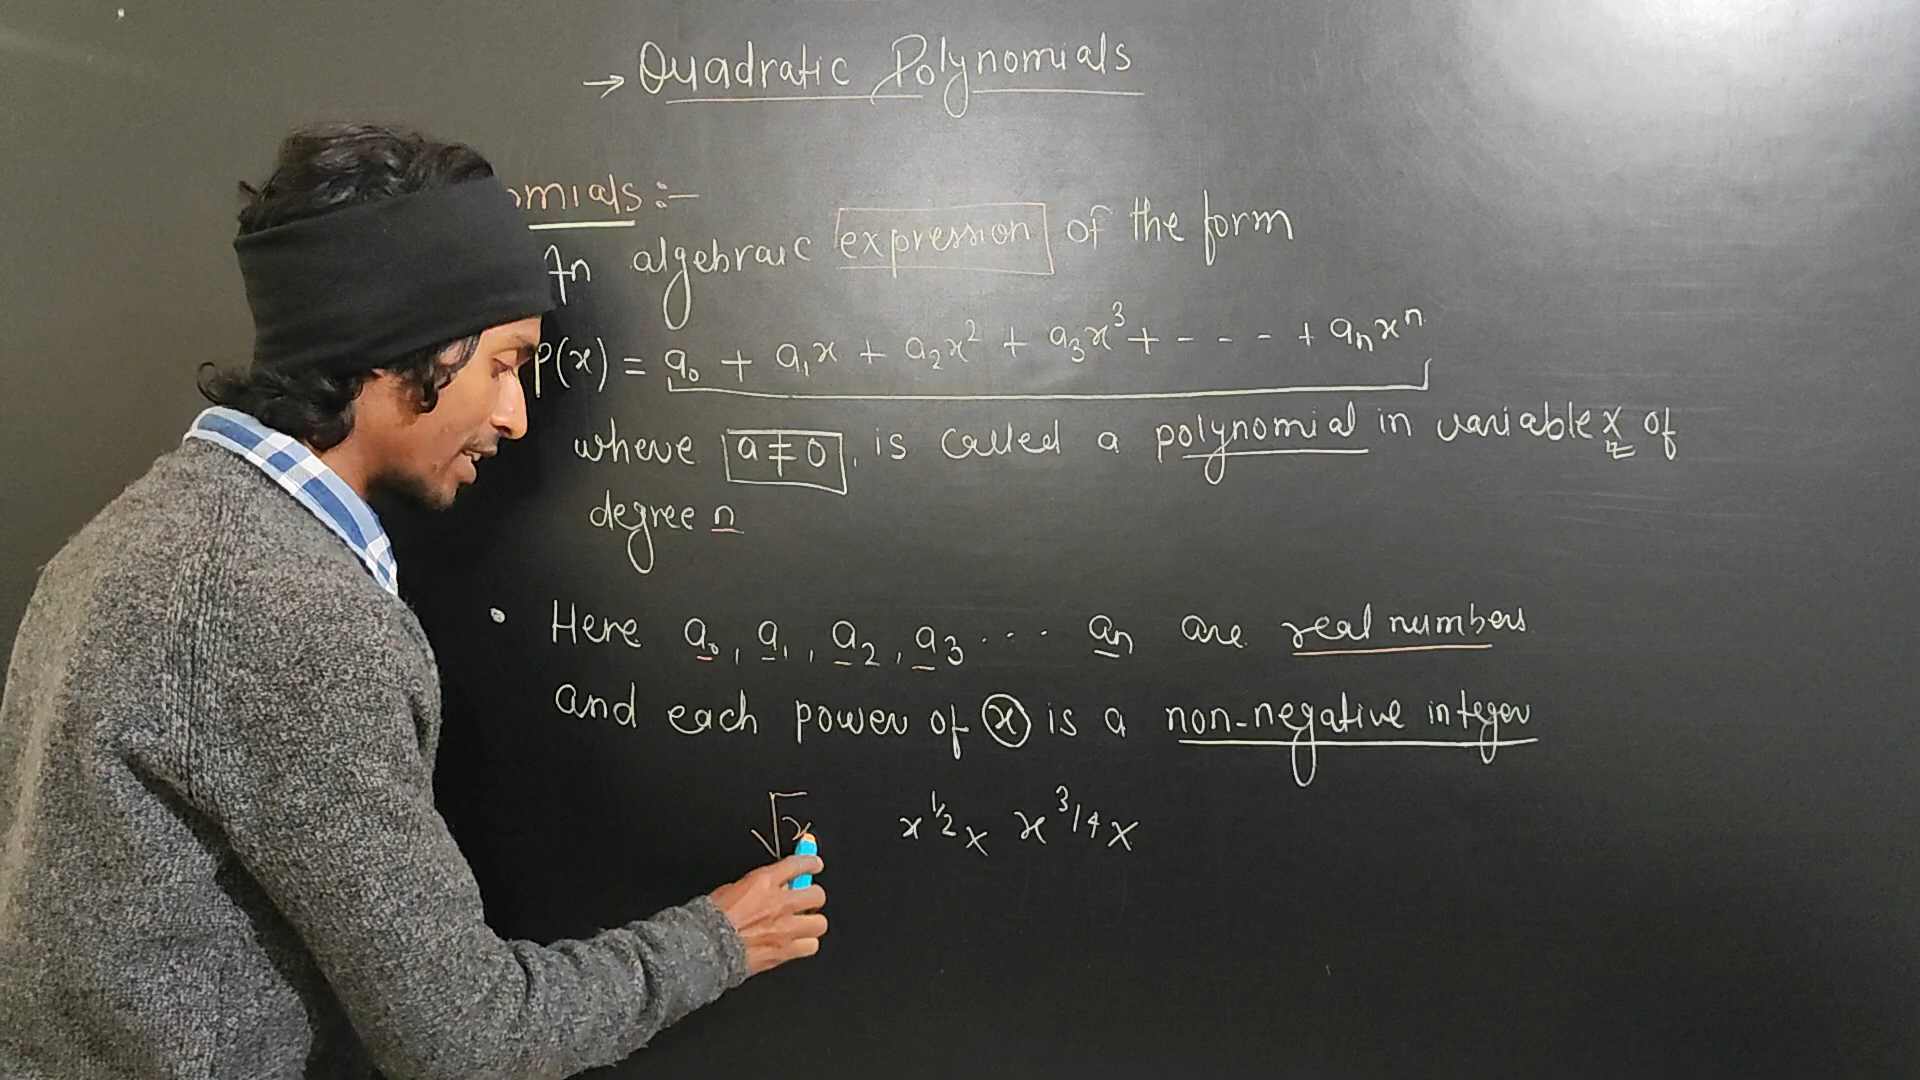 → Quadratic Polynomials
omials :-
An algebraic expression of the form
p(x) = a₀ + a₁x + a₂x² + a₃x³ + - - - - + aₙxⁿ
where a ≠ 0, is called a polynomial in variable x of
degree n
• Here a₀, a₁, a₂, a₃ ... aₙ are real numbers
and each power of x is a non-negative integer
√x x^1/2 x x^3/4 x